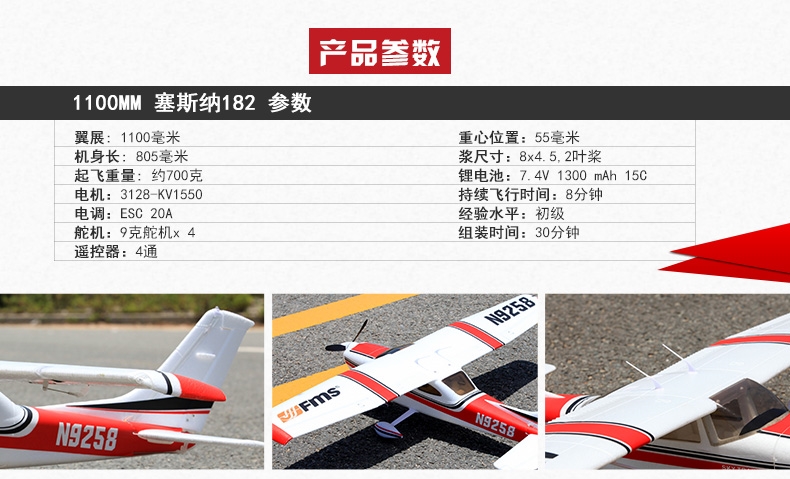 产品参数
1100MM 塞斯纳182 参数
翼展: 1100毫米
机身长: 805毫米
起飞重量: 约700克
电机: 3128-KV1550
电调: ESC 20A
舵机: 9克舵机x 4
遥控器: 4通
重心位置: 55毫米
浆尺寸: 8x4.5,2叶桨
锂电池: 7.4V 1300 mAh 15C
持续飞行时间: 8分钟
经验水平: 初级
组装时间: 30分钟
N9258
N9258
FMS
N9258